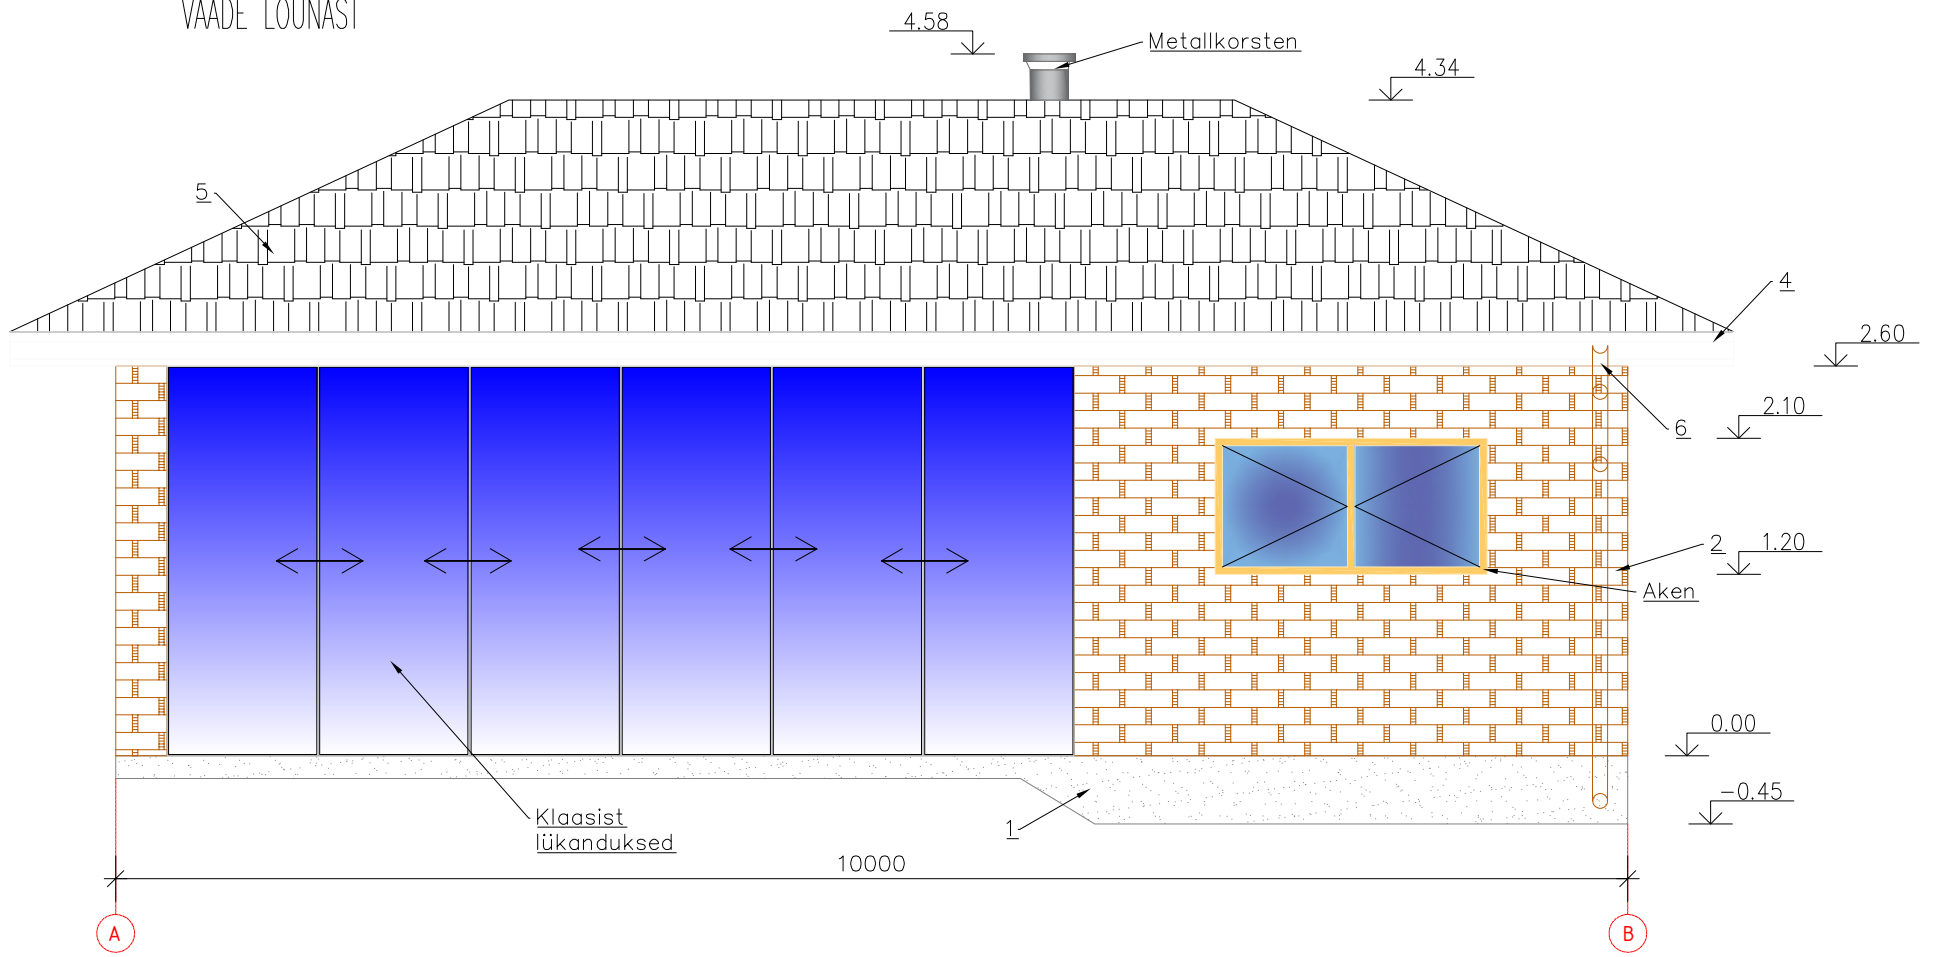 VAADE LÕUNAST
4.58
Metallkorsten
4.34
5
4
2.60
2.10
6
2
1.20
Aken
0.00
-0.45
Klaasist
lükanduksed
1
10000
A
B